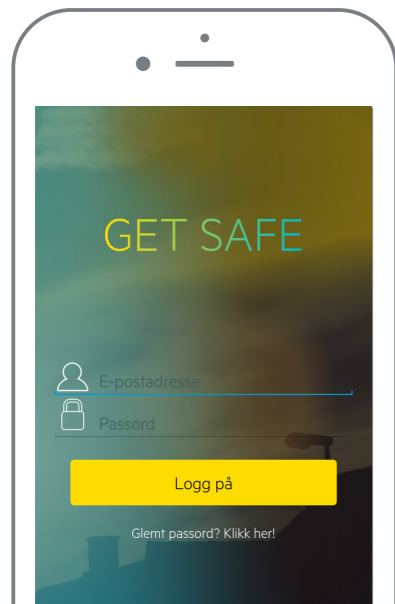 GET SAFE
E-postadresse
Passord
Logg på
Glemt passord? Klikk her!